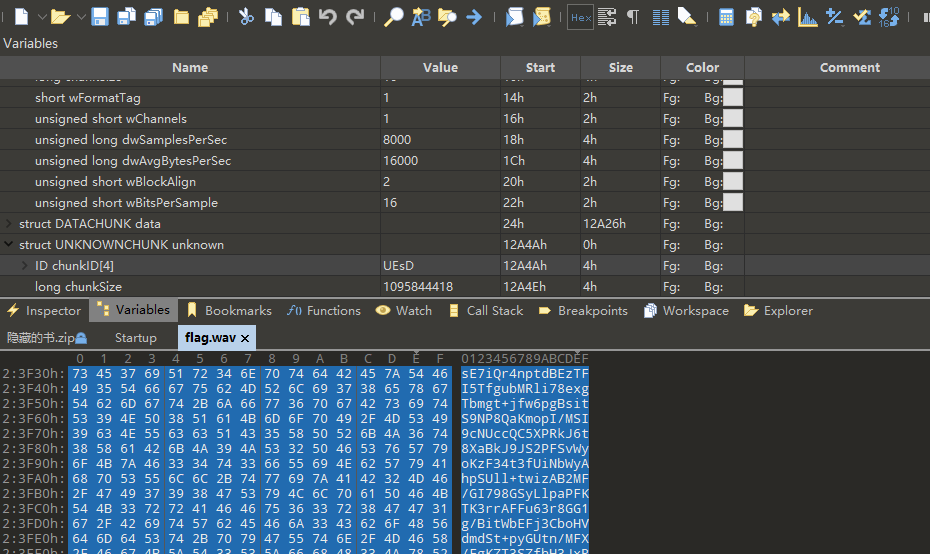 Hex
Variables
Name Value Start Size Color Comment
short wFormatTag 1 14h 2h Fg: Bg:
unsigned short wChannels 1 16h 2h Fg: Bg:
unsigned long dwSamplesPerSec 8000 18h 4h Fg: Bg:
unsigned long dwAvgBytesPerSec 16000 1Ch 4h Fg: Bg:
unsigned short wBlockAlign 2 20h 2h Fg: Bg:
unsigned short wBitsPerSample 16 22h 2h Fg: Bg:
struct DATACHUNK data 24h 12A26h Fg: Bg:
struct UNKNOWNCHUNK unknown 12A4Ah 0h Fg: Bg:
ID chunkID[4] UEsD 12A4Ah 4h Fg: Bg:
long chunkSize 1095844418 12A4Eh 4h Fg: Bg:
Inspector Variables Bookmarks Functions Watch Call Stack Breakpoints Workspace Explorer
隐藏的书.zip Startup flag.wav
0 1 2 3 4 5 6 7 8 9 A B C D E F 0123456789ABCDEF
2:3F30h: 73 45 37 69 51 72 34 6E 70 74 64 42 45 7A 54 46 sE7iQr4nptdBEzTF
2:3F40h: 49 35 54 66 67 75 62 4D 52 6C 69 37 38 65 78 67 I5TfgubMRli78exg
2:3F50h: 54 62 6D 67 74 2B 6A 66 77 36 70 67 42 73 69 74 Tbmgt+jfw6pgBsit
2:3F60h: 53 39 4E 50 38 51 61 4B 6D 6F 70 49 2F 4D 53 49 S9NP8QaKmopI/MSI
2:3F70h: 39 63 4E 55 63 63 51 43 35 58 50 52 6B 4A 36 74 9cNUccQC5XPRkJ6t
2:3F80h: 38 58 61 42 6B 4A 39 4A 53 32 50 46 53 76 57 79 8XaBkJ9JS2PFSvWy
2:3F90h: 6F 4B 7A 46 33 34 74 33 66 55 69 4E 62 57 79 41 oKzF34t3fUiNbWyA
2:3FA0h: 68 70 53 55 6C 6C 2B 74 77 69 7A 41 42 32 4D 46 hpSUll+twizAB2MF
2:3FB0h: 2F 47 49 37 39 38 47 53 79 4C 6C 70 61 50 46 4B /GI798GSyLlpaPFK
2:3FC0h: 54 4B 33 72 72 41 46 46 75 36 33 72 38 47 47 31 TK3rrAFFu63r8GG1
2:3FD0h: 67 2F 42 69 74 57 62 45 46 6A 33 43 62 6F 48 56 g/BitWbEFj3CboHV
2:3FE0h: 64 6D 64 53 74 2B 70 79 47 55 74 6E 2F 4D 46 58 dmdSt+pyGUtn/MFX